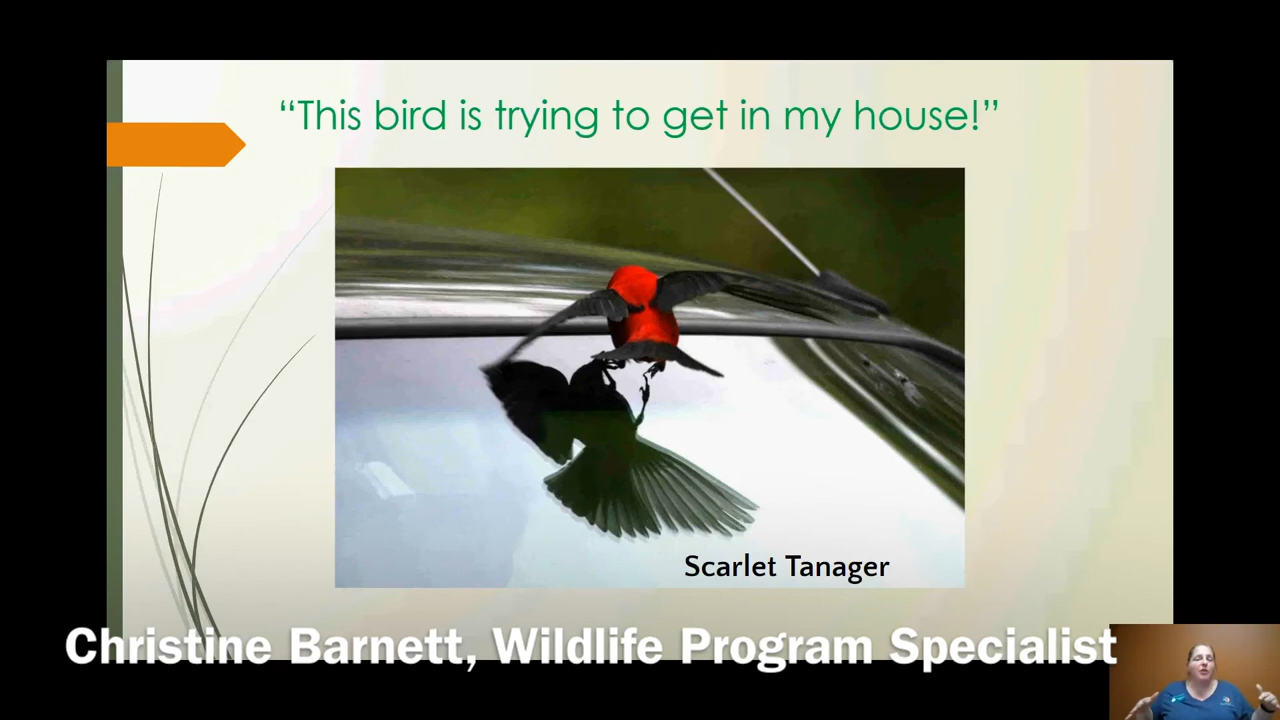 “This bird is trying to get in my house!”
Scarlet Tanager
Christine Barnett, Wildlife Program Specialist